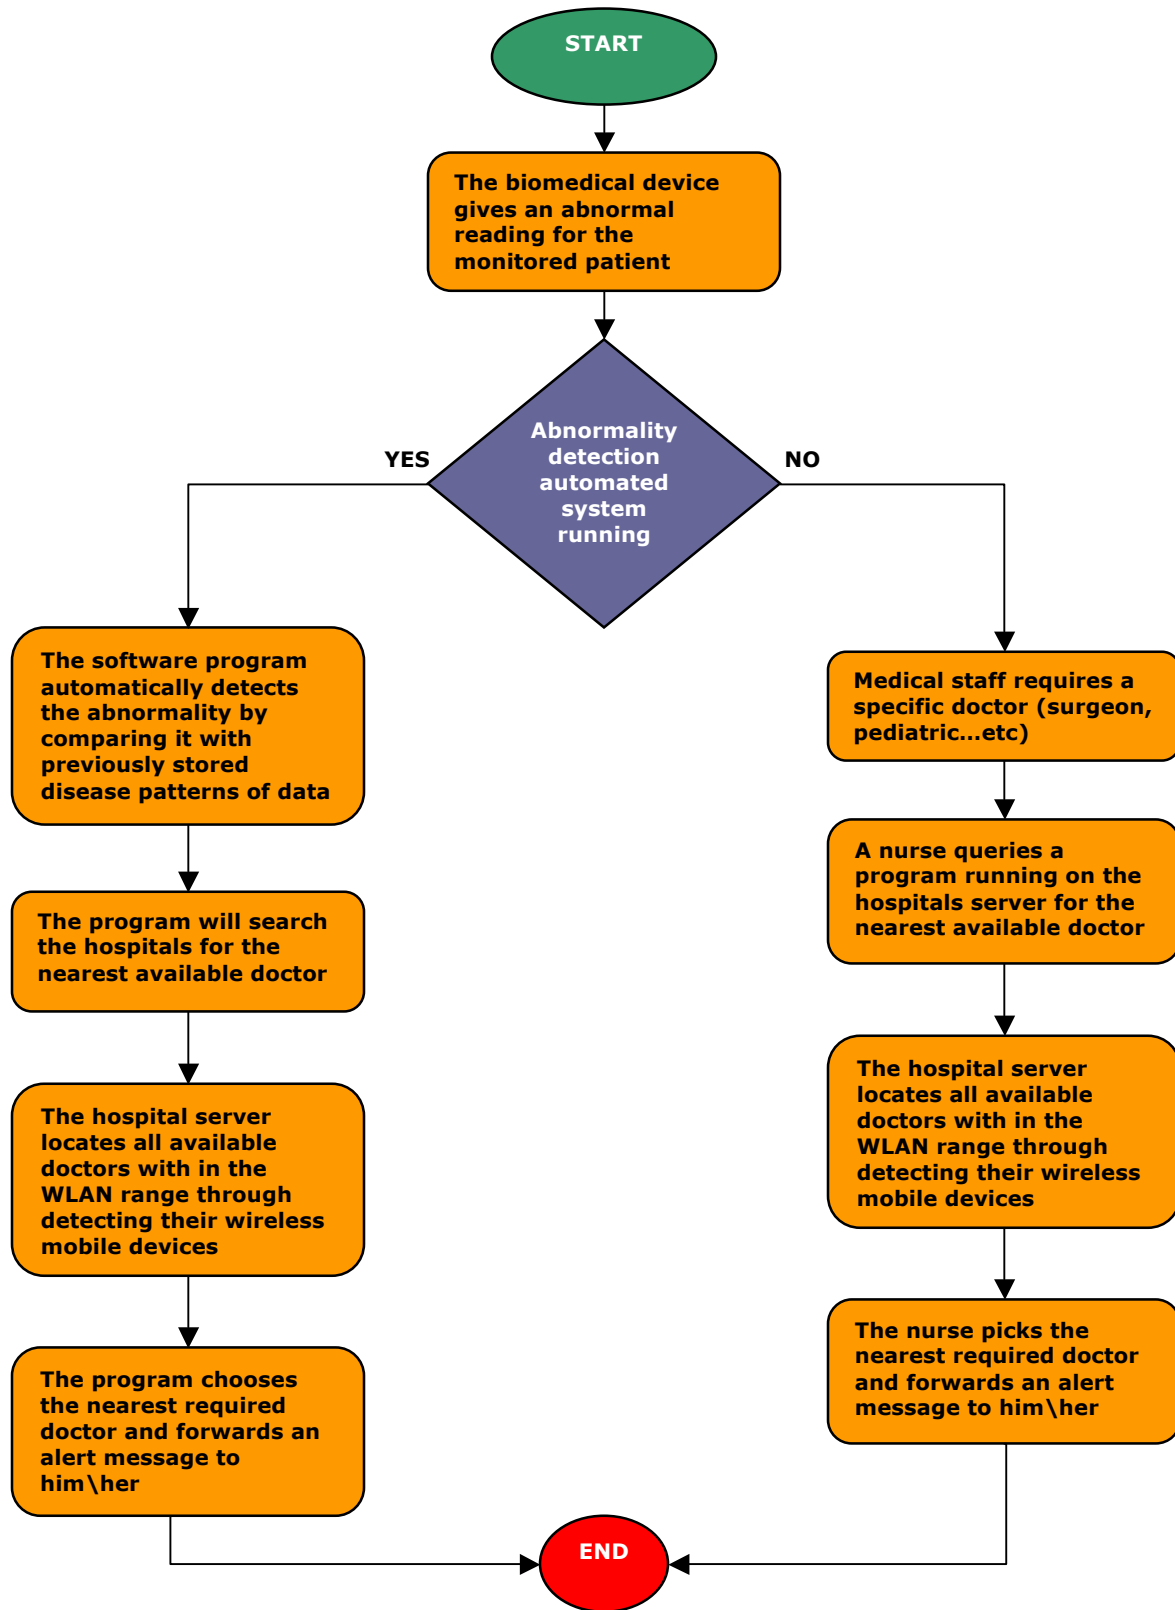 START
The biomedical device
gives an abnormal
reading for the
monitored patient
Abnormality
detection
automated
system
running
YES
NO
The software program
automatically detects
the abnormality by
comparing it with
previously stored
disease patterns of data
The program will search
the hospitals for the
nearest available doctor
The hospital server
locates all available
doctors with in the
WLAN range through
detecting their wireless
mobile devices
The program chooses
the nearest required
doctor and forwards an
alert message to
him\her
Medical staff requires a
specific doctor (surgeon,
pediatric...etc)
A nurse queries a
program running on the
hospitals server for the
nearest available doctor
The hospital server
locates all available
doctors with in the
WLAN range through
detecting their wireless
mobile devices
The nurse picks the
nearest required doctor
and forwards an alert
message to him\her
END